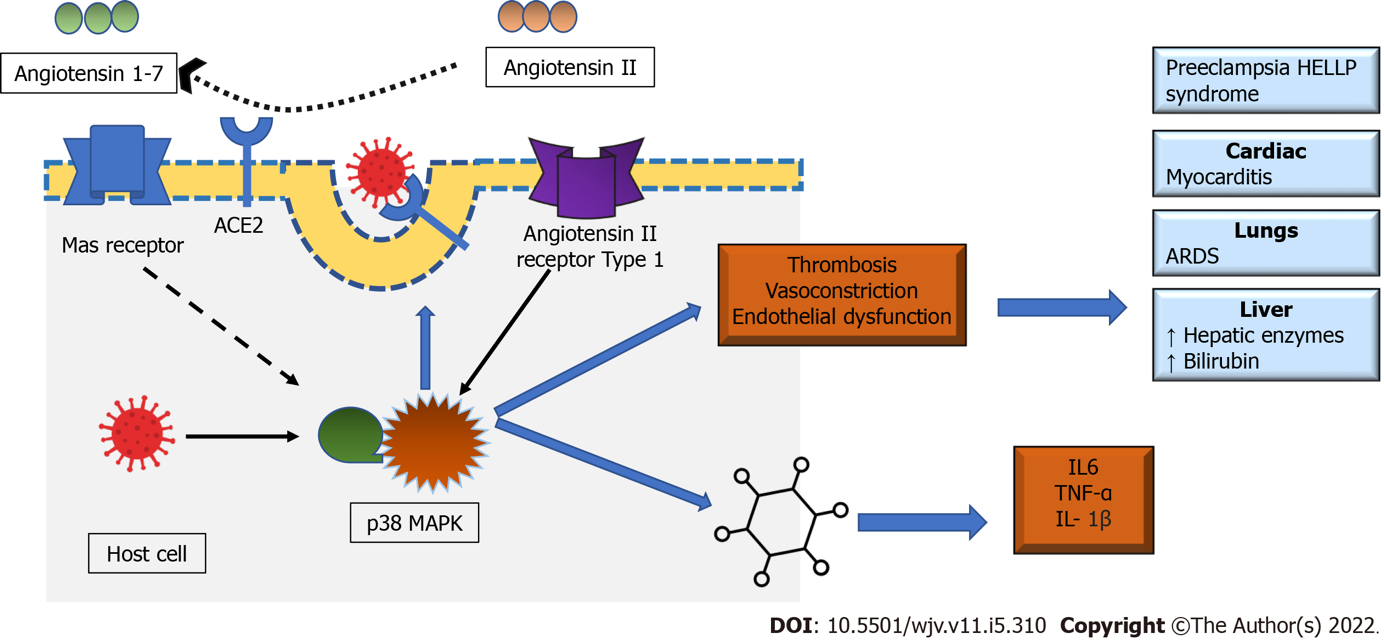 Angiotensin 1-7
Angiotensin II
ACE2
Mas receptor
Angiotensin II
receptor Type 1
Host cell
p38 MAPK
Thrombosis
Vasoconstriction
Endothelial dysfunction
IL6
TNF-α
IL- 1β
Preeclampsia HELLP
syndrome
Cardiac
Myocarditis
Lungs
ARDS
Liver
↑ Hepatic enzymes
↑ Bilirubin
DOI: 10.5501/wjv.v11.i5.310 Copyright ©The Author(s) 2022.